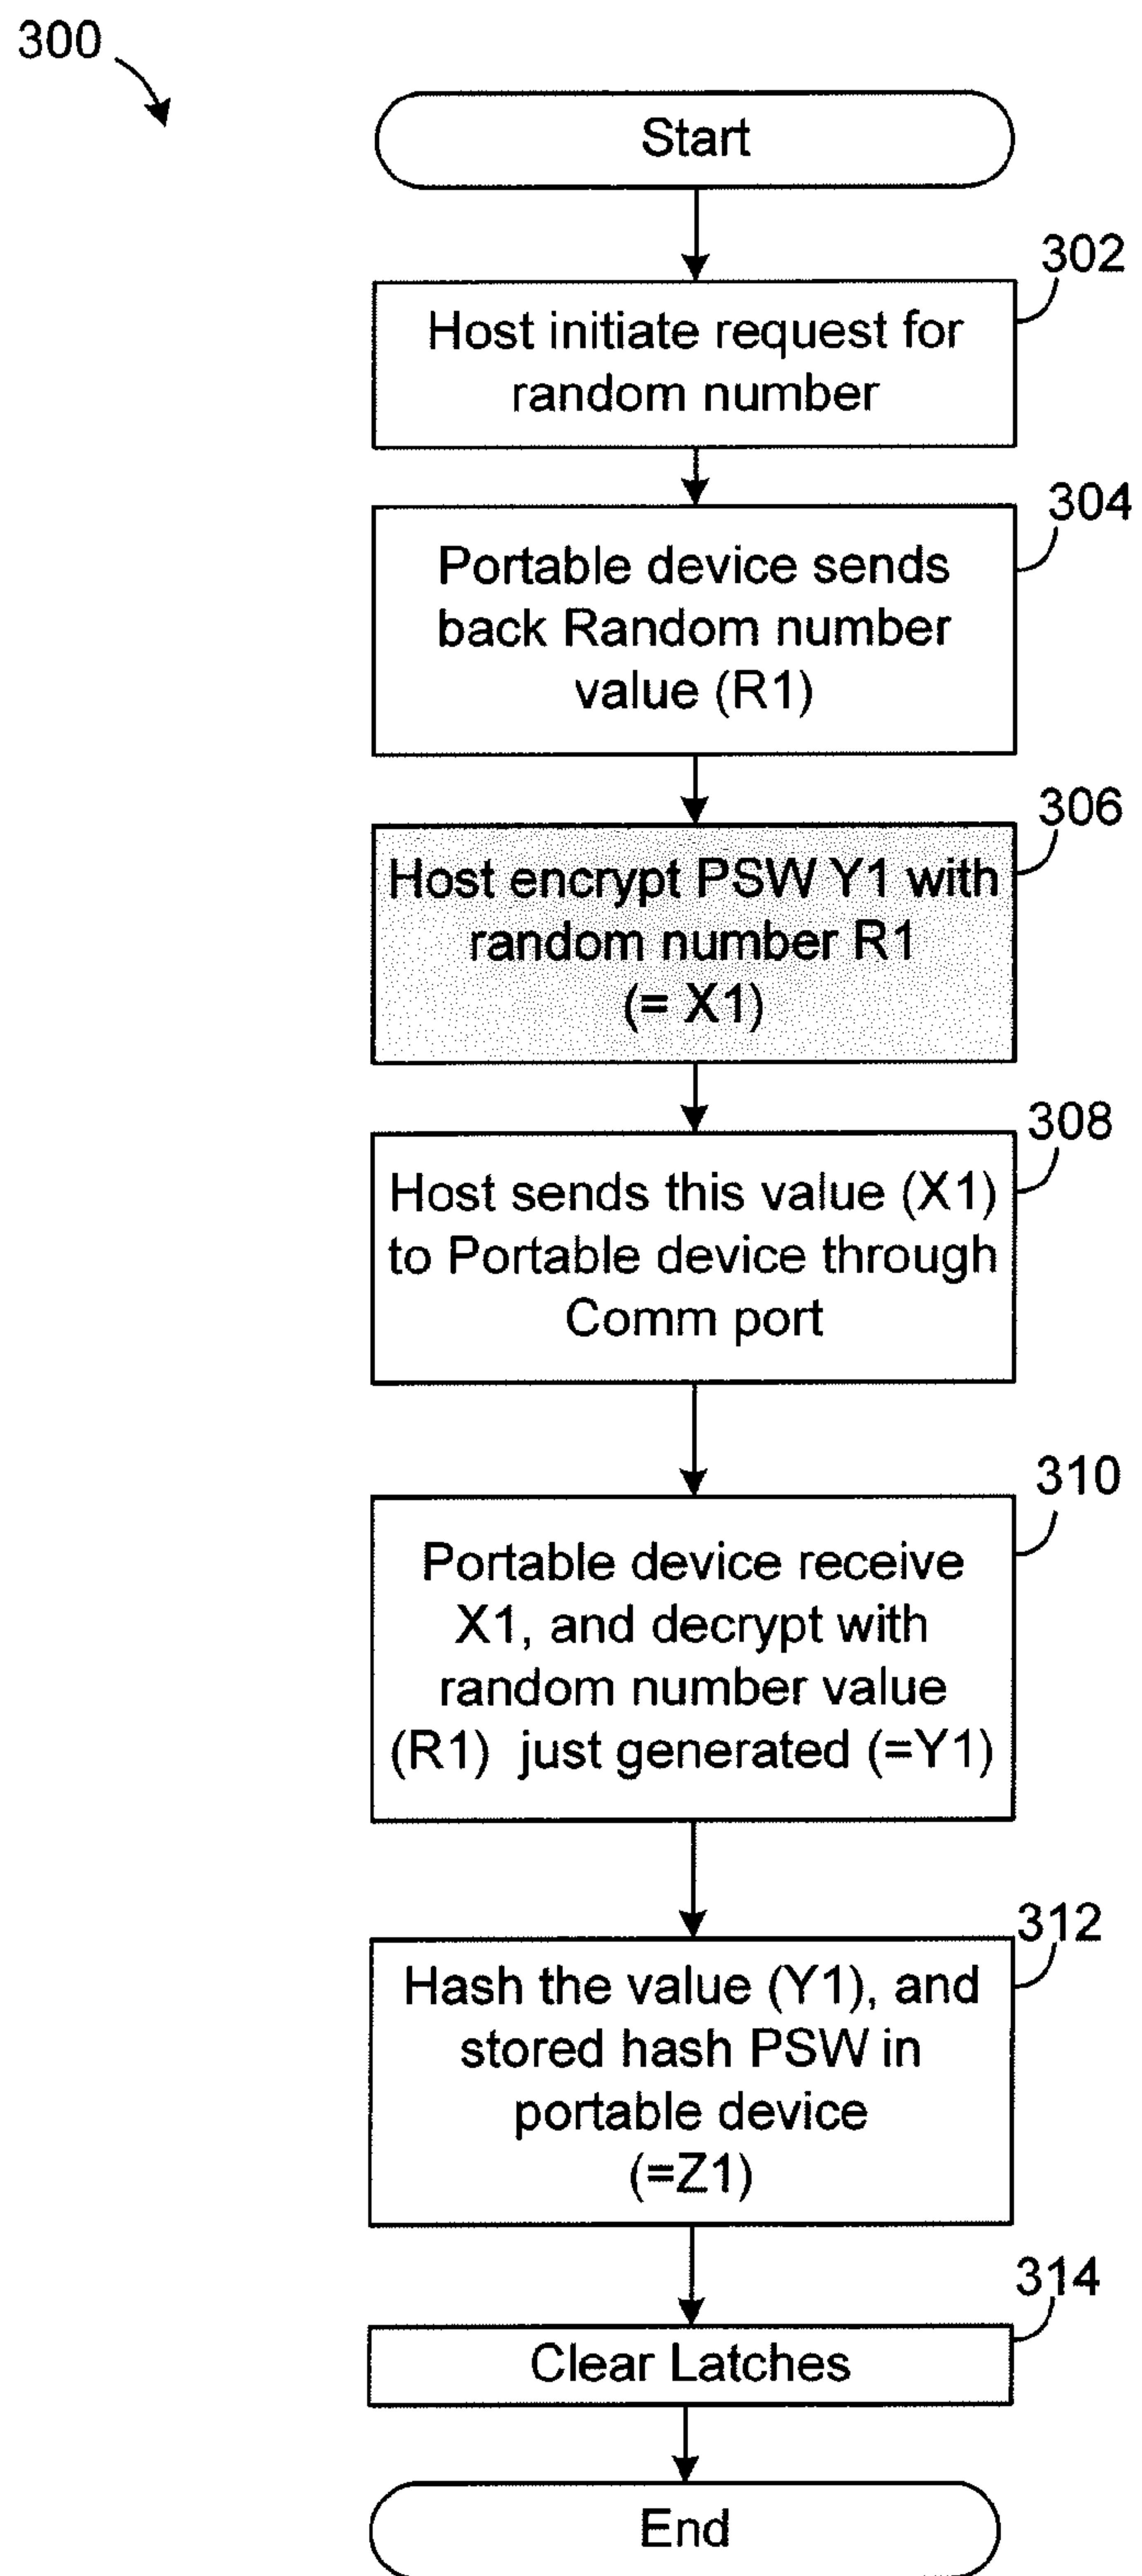 300
Start
302
Host initiate request for
random number
304
Portable device sends
back Random number
value (R1)
306
Host encrypt PSW Y1 with
random number R1
(= X1)
308
Host sends this value (X1)
to Portable device through
Comm port
310
Portable device receive
X1, and decrypt with
random number value
(R1) just generated (=Y1)
312
Hash the value (Y1), and
stored hash PSW in
portable device
(=Z1)
314
Clear Latches
End